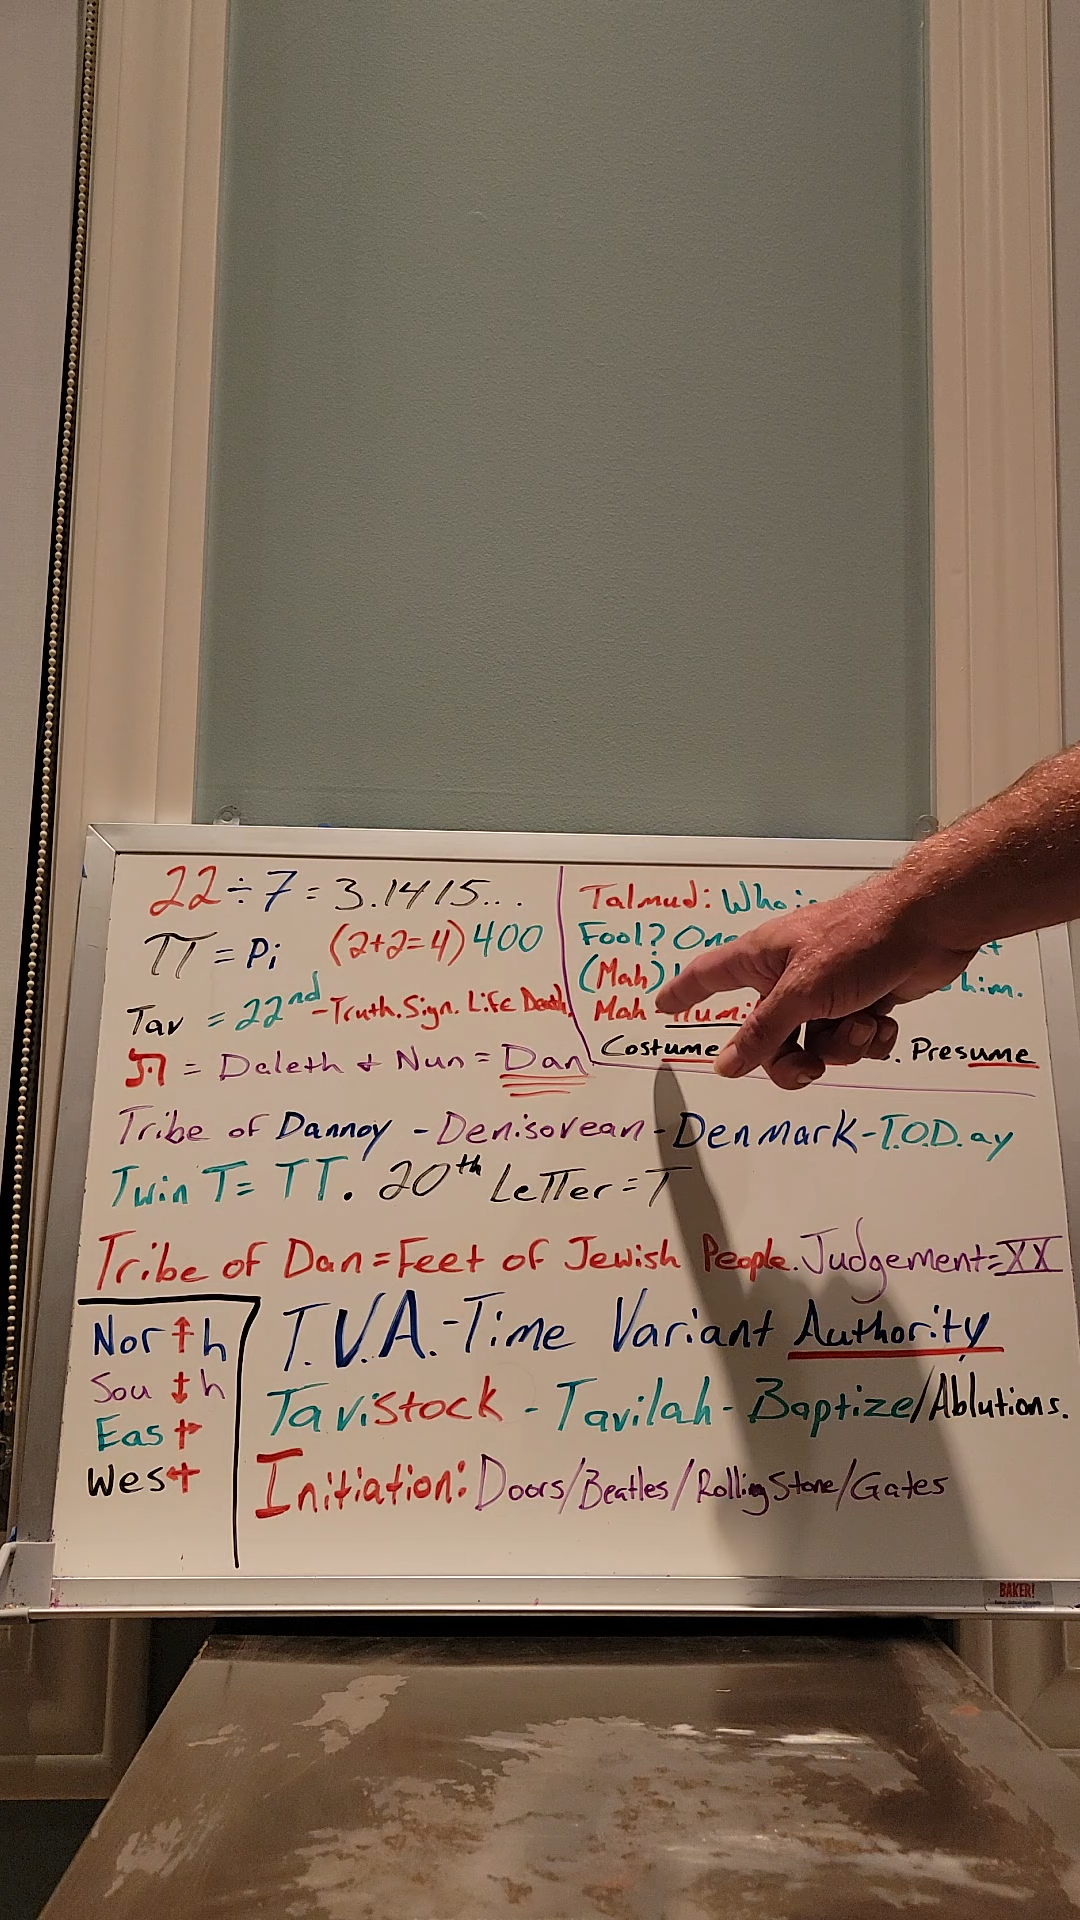 22÷7=3.1415...
π = Pi (2+2=4) 400
Tav = 22nd - Truth. Sign. Life Death.
ת = Daleth + Nun = Dan
Talmud: Who
Fool? One
(Mah) him.
Mah -
Costume . Presume
Tribe of Dannoy - Denisovean - Denmark - T.O.D.ay
Twin T = TT. 20th Letter = T
Tribe of Dan = Feet of Jewish People. Judgement = XX
North
South
East
West
T.V.A. - Time Variant Authority
Tavistock - Tavilah - Baptize/Ablutions.
Initiation: Doors/Beatles/Rolling Stone/Gates
BAKER!